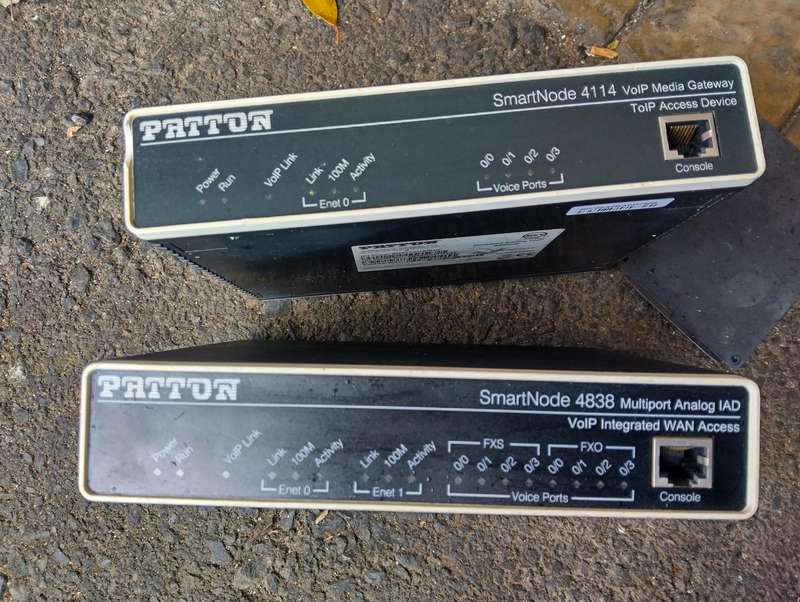 PATTON
SmartNode 4114 VoIP Media Gateway
ToIP Access Device
Power
Run
VoIP Link
Link
100M
Activity
Enet 0
0/0
0/1
0/2
0/3
Voice Ports
Console
PATTON
PATTON
SmartNode 4838 Multiport Analog IAD
VoIP Integrated WAN Access
Power
Run
VoIP Link
Link
100M
Activity
Enet 0
Link
100M
Activity
Enet 1
FXS
FXO
0/0
0/1
0/2
0/3
0/0
0/1
0/2
0/3
Voice Ports
Console